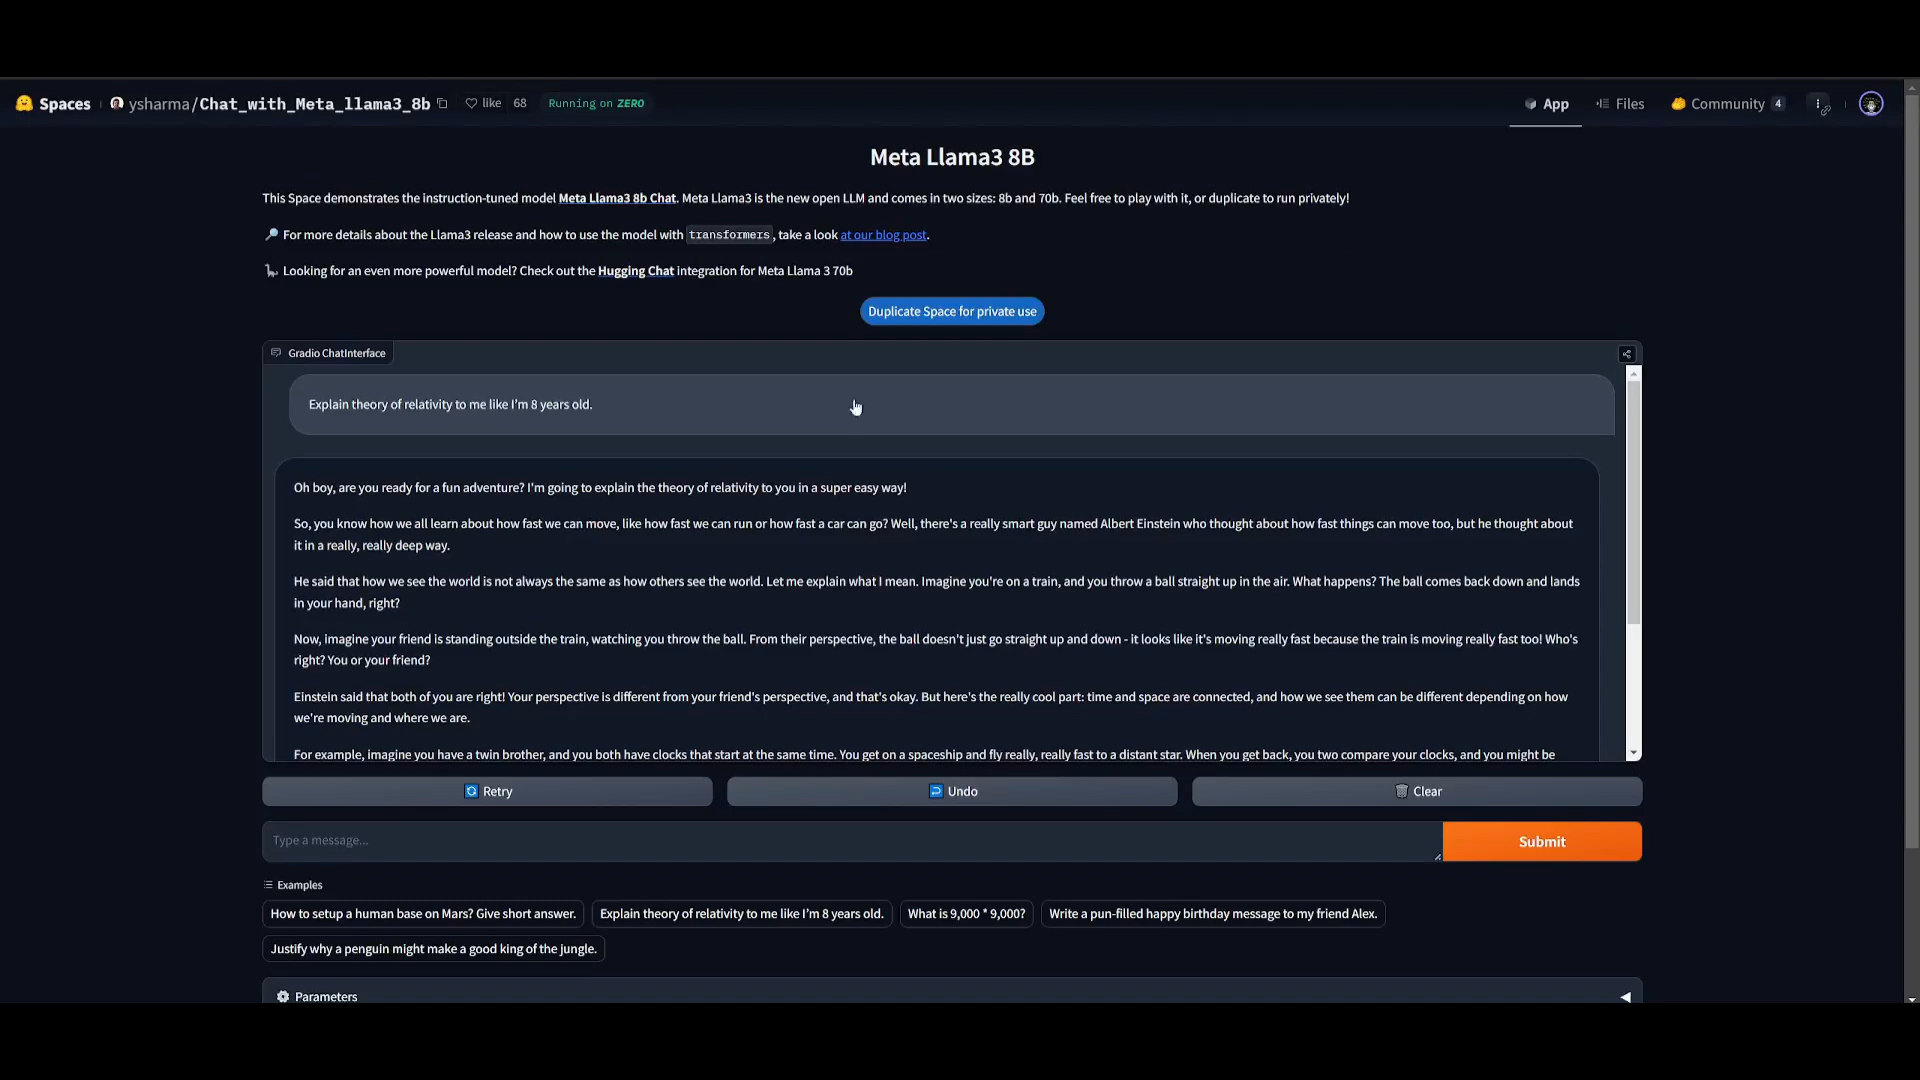 Spaces ysharma/Chat_with_Meta_llama3_8b like 68 Running on ZERO App Files Community 4
Meta Llama3 8B
This Space demonstrates the instruction-tuned model Meta Llama3 8b Chat. Meta Llama3 is the new open LLM and comes in two sizes: 8b and 70b. Feel free to play with it, or duplicate to run privately!
🔎 For more details about the Llama3 release and how to use the model with transformers, take a look at our blog post.
🦕 Looking for an even more powerful model? Check out the Hugging Chat integration for Meta Llama 3 70b
Duplicate Space for private use
Gradio ChatInterface
Explain theory of relativity to me like I'm 8 years old.
Oh boy, are you ready for a fun adventure? I'm going to explain the theory of relativity to you in a super easy way!
So, you know how we all learn about how fast we can move, like how fast we can run or how fast a car can go? Well, there's a really smart guy named Albert Einstein who thought about how fast things can move too, but he thought about
it in a really, really deep way.
He said that how we see the world is not always the same as how others see the world. Let me explain what I mean. Imagine you're on a train, and you throw a ball straight up in the air. What happens? The ball comes back down and lands
in your hand, right?
Now, imagine your friend is standing outside the train, watching you throw the ball. From their perspective, the ball doesn't just go straight up and down - it looks like it's moving really fast because the train is moving really fast too! Who's
right? You or your friend?
Einstein said that both of you are right! Your perspective is different from your friend's perspective, and that's okay. But here's the really cool part: time and space are connected, and how we see them can be different depending on how
we're moving and where we are.
For example, imagine you have a twin brother, and you both have clocks that start at the same time. You get on a spaceship and fly really, really fast to a distant star. When you get back, you two compare your clocks, and you might be
Retry Undo Clear
Type a message...
Submit
Examples
How to setup a human base on Mars? Give short answer. Explain theory of relativity to me like I'm 8 years old. What is 9,000 * 9,000? Write a pun-filled happy birthday message to my friend Alex.
Justify why a penguin might make a good king of the jungle.
Parameters